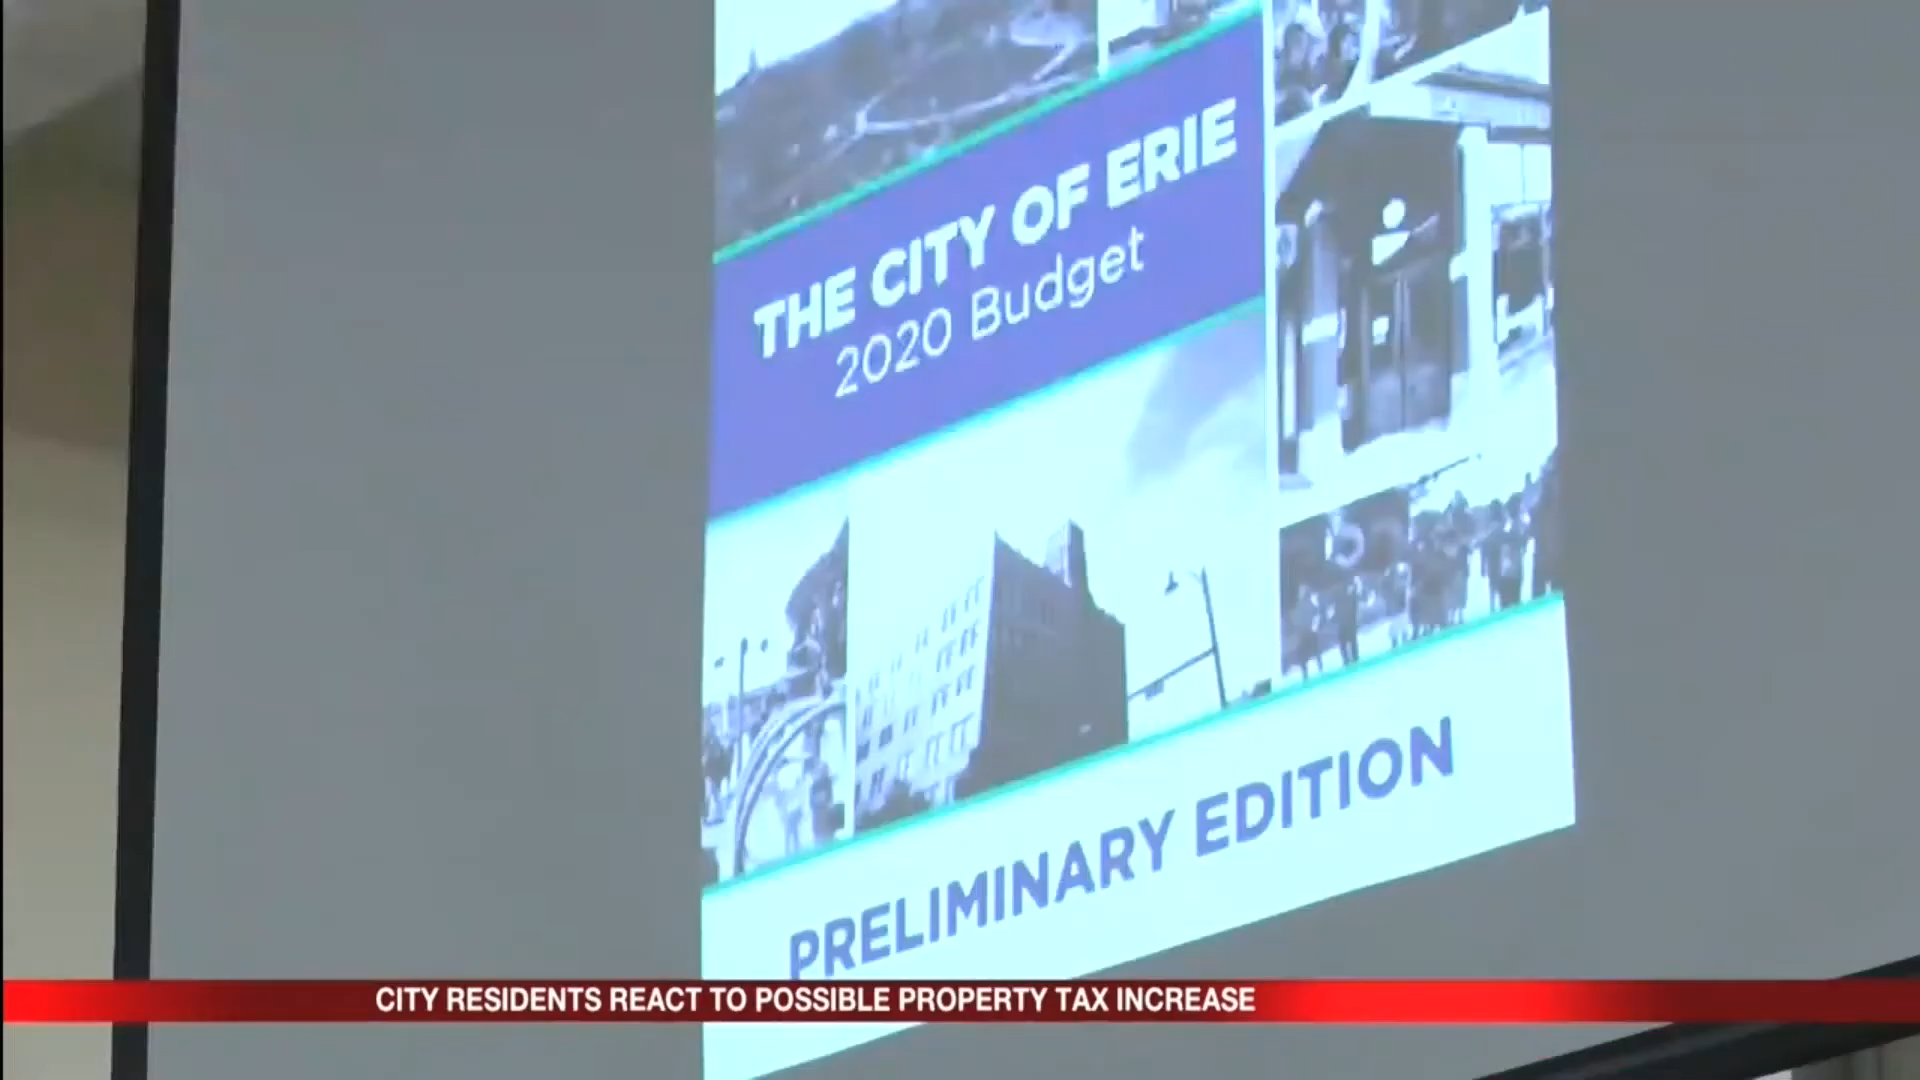 THE CITY OF ERIE
2020 Budget
PRELIMINARY EDITION
CITY RESIDENTS REACT TO POSSIBLE PROPERTY TAX INCREASE